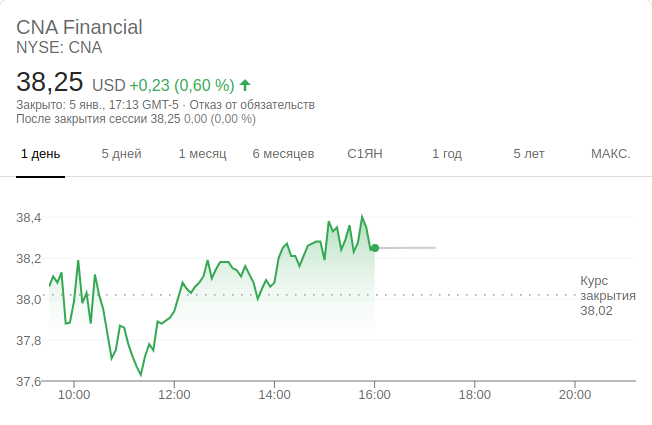 CNA Financial
NYSE: CNA
38,25 USD +0,23 (0,60 %)
Закрыто: 5 янв., 17:13 GMT-5 · Отказ от обязательств
После закрытия сессии 38,25 0,00 (0,00 %)
1 день 5 дней 1 месяц 6 месяцев С1ЯН 1 год 5 лет МАКС.
38,4
38,2
38,0
37,8
37,6
Курс
закрытия
38,02
10:00 12:00 14:00 16:00 18:00 20:00